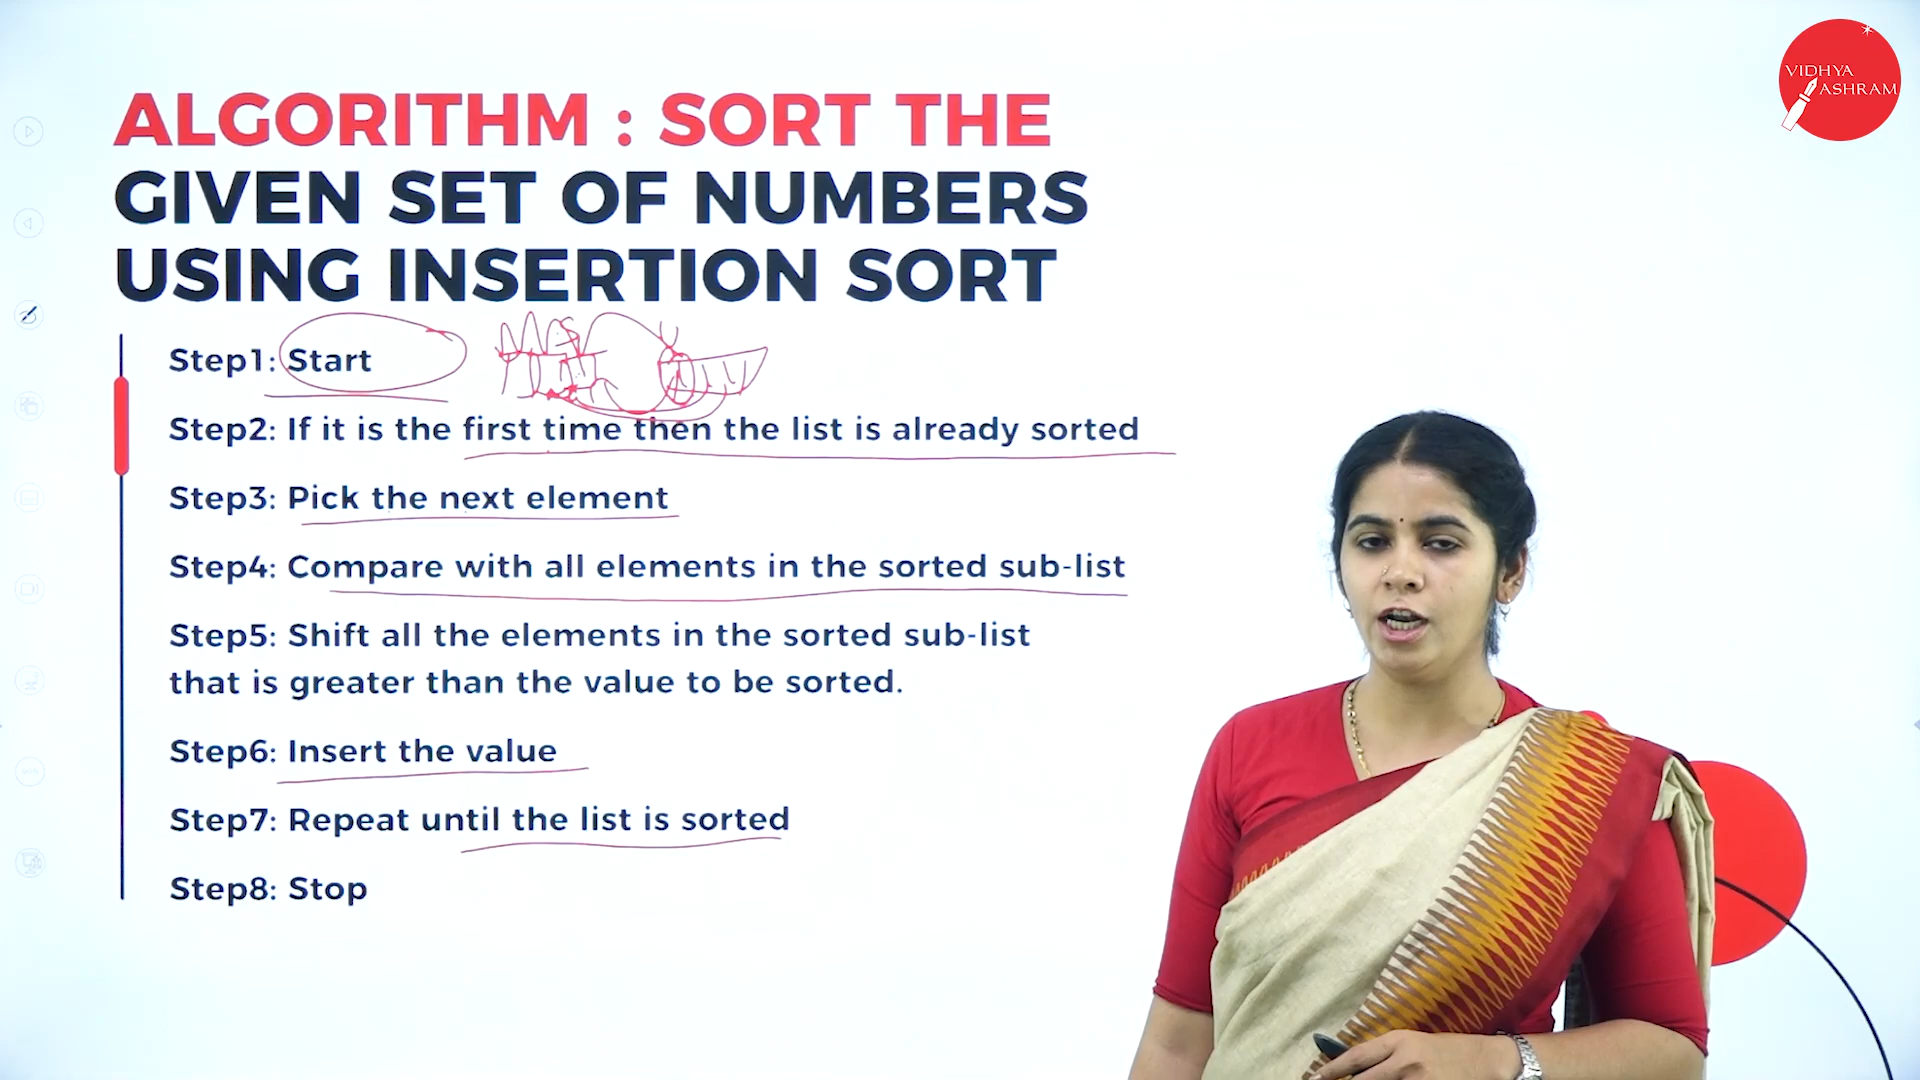 VIDHYA
ASHRAM
ALGORITHM : SORT THE
GIVEN SET OF NUMBERS
USING INSERTION SORT
Step1: Start
Step2: If it is the first time then the list is already sorted
Step3: Pick the next element
Step4: Compare with all elements in the sorted sub-list
Step5: Shift all the elements in the sorted sub-list
that is greater than the value to be sorted.
Step6: Insert the value
Step7: Repeat until the list is sorted
Step8: Stop